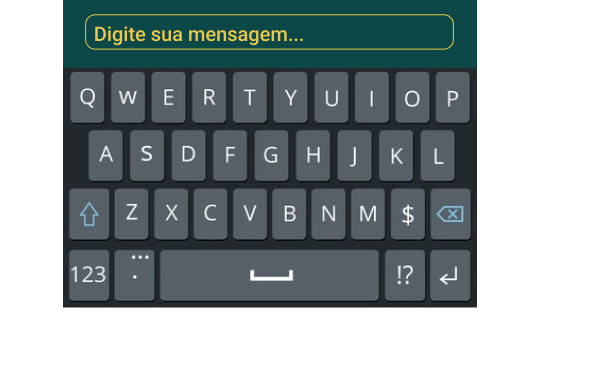 Digite sua mensagem...
Q W E R T Y U I O P
A S D F G H J K L
Z X C V B N M $
123 ... . !?